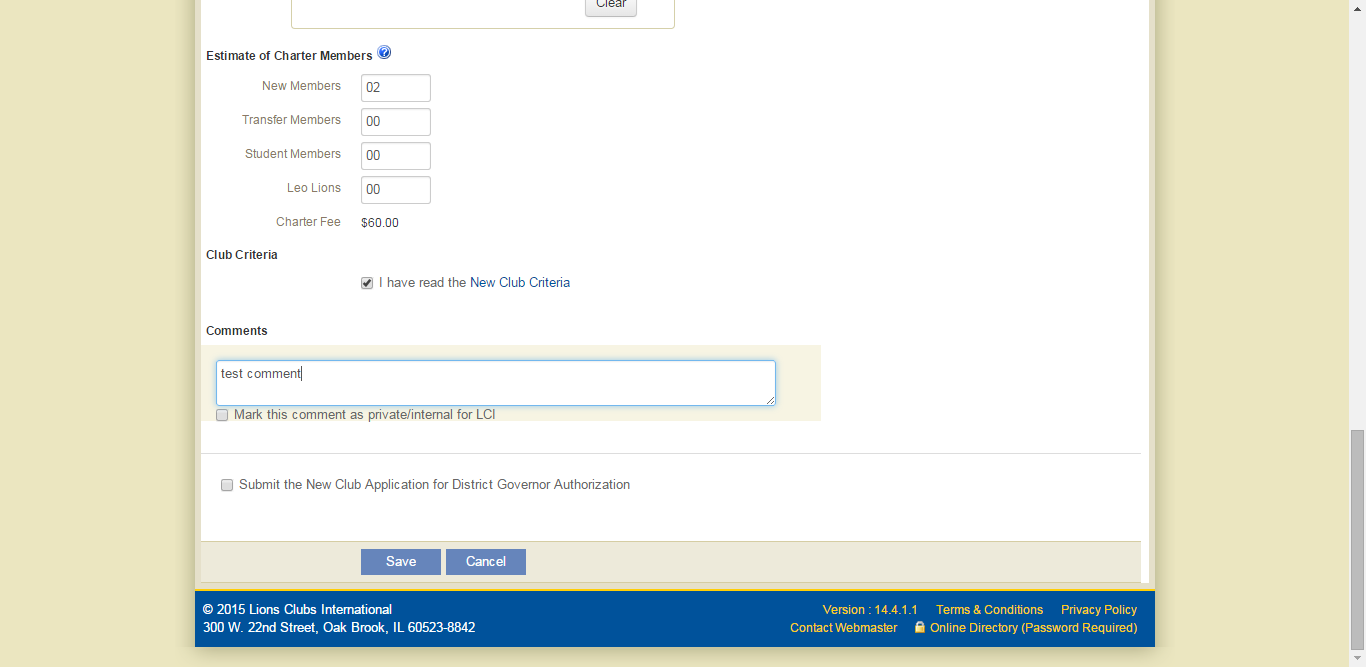 Clear
Estimate of Charter Members ?
New Members 02
Transfer Members 00
Student Members 00
Leo Lions 00
Charter Fee $60.00
Club Criteria
I have read the New Club Criteria
Comments
test comment
Mark this comment as private/internal for LCI
Submit the New Club Application for District Governor Authorization
Save Cancel
© 2015 Lions Clubs International Version : 14.4.1.1 Terms & Conditions Privacy Policy
300 W. 22nd Street, Oak Brook, IL 60523-8842 Contact Webmaster Online Directory (Password Required)